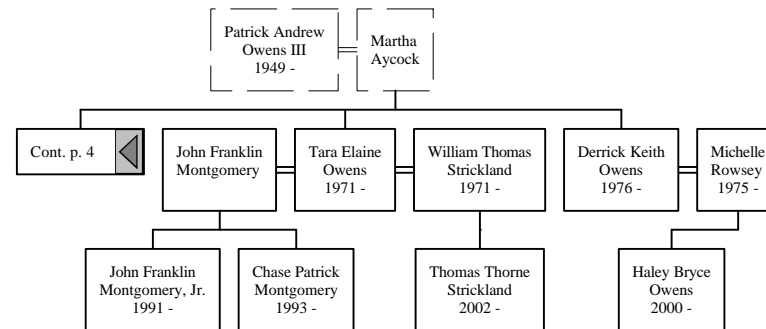 Patrick Andrew
Owens III
1949 -
Martha
Aycock
Cont. p. 4
John Franklin
Montgomery
Tara Elaine
Owens
1971 -
William Thomas
Strickland
1971 -
Derrick Keith
Owens
1976 -
Michelle
Rowsey
1975 -
John Franklin
Montgomery, Jr.
1991 -
Chase Patrick
Montgomery
1993 -
Thomas Thorne
Strickland
2002 -
Haley Bryce
Owens
2000 -